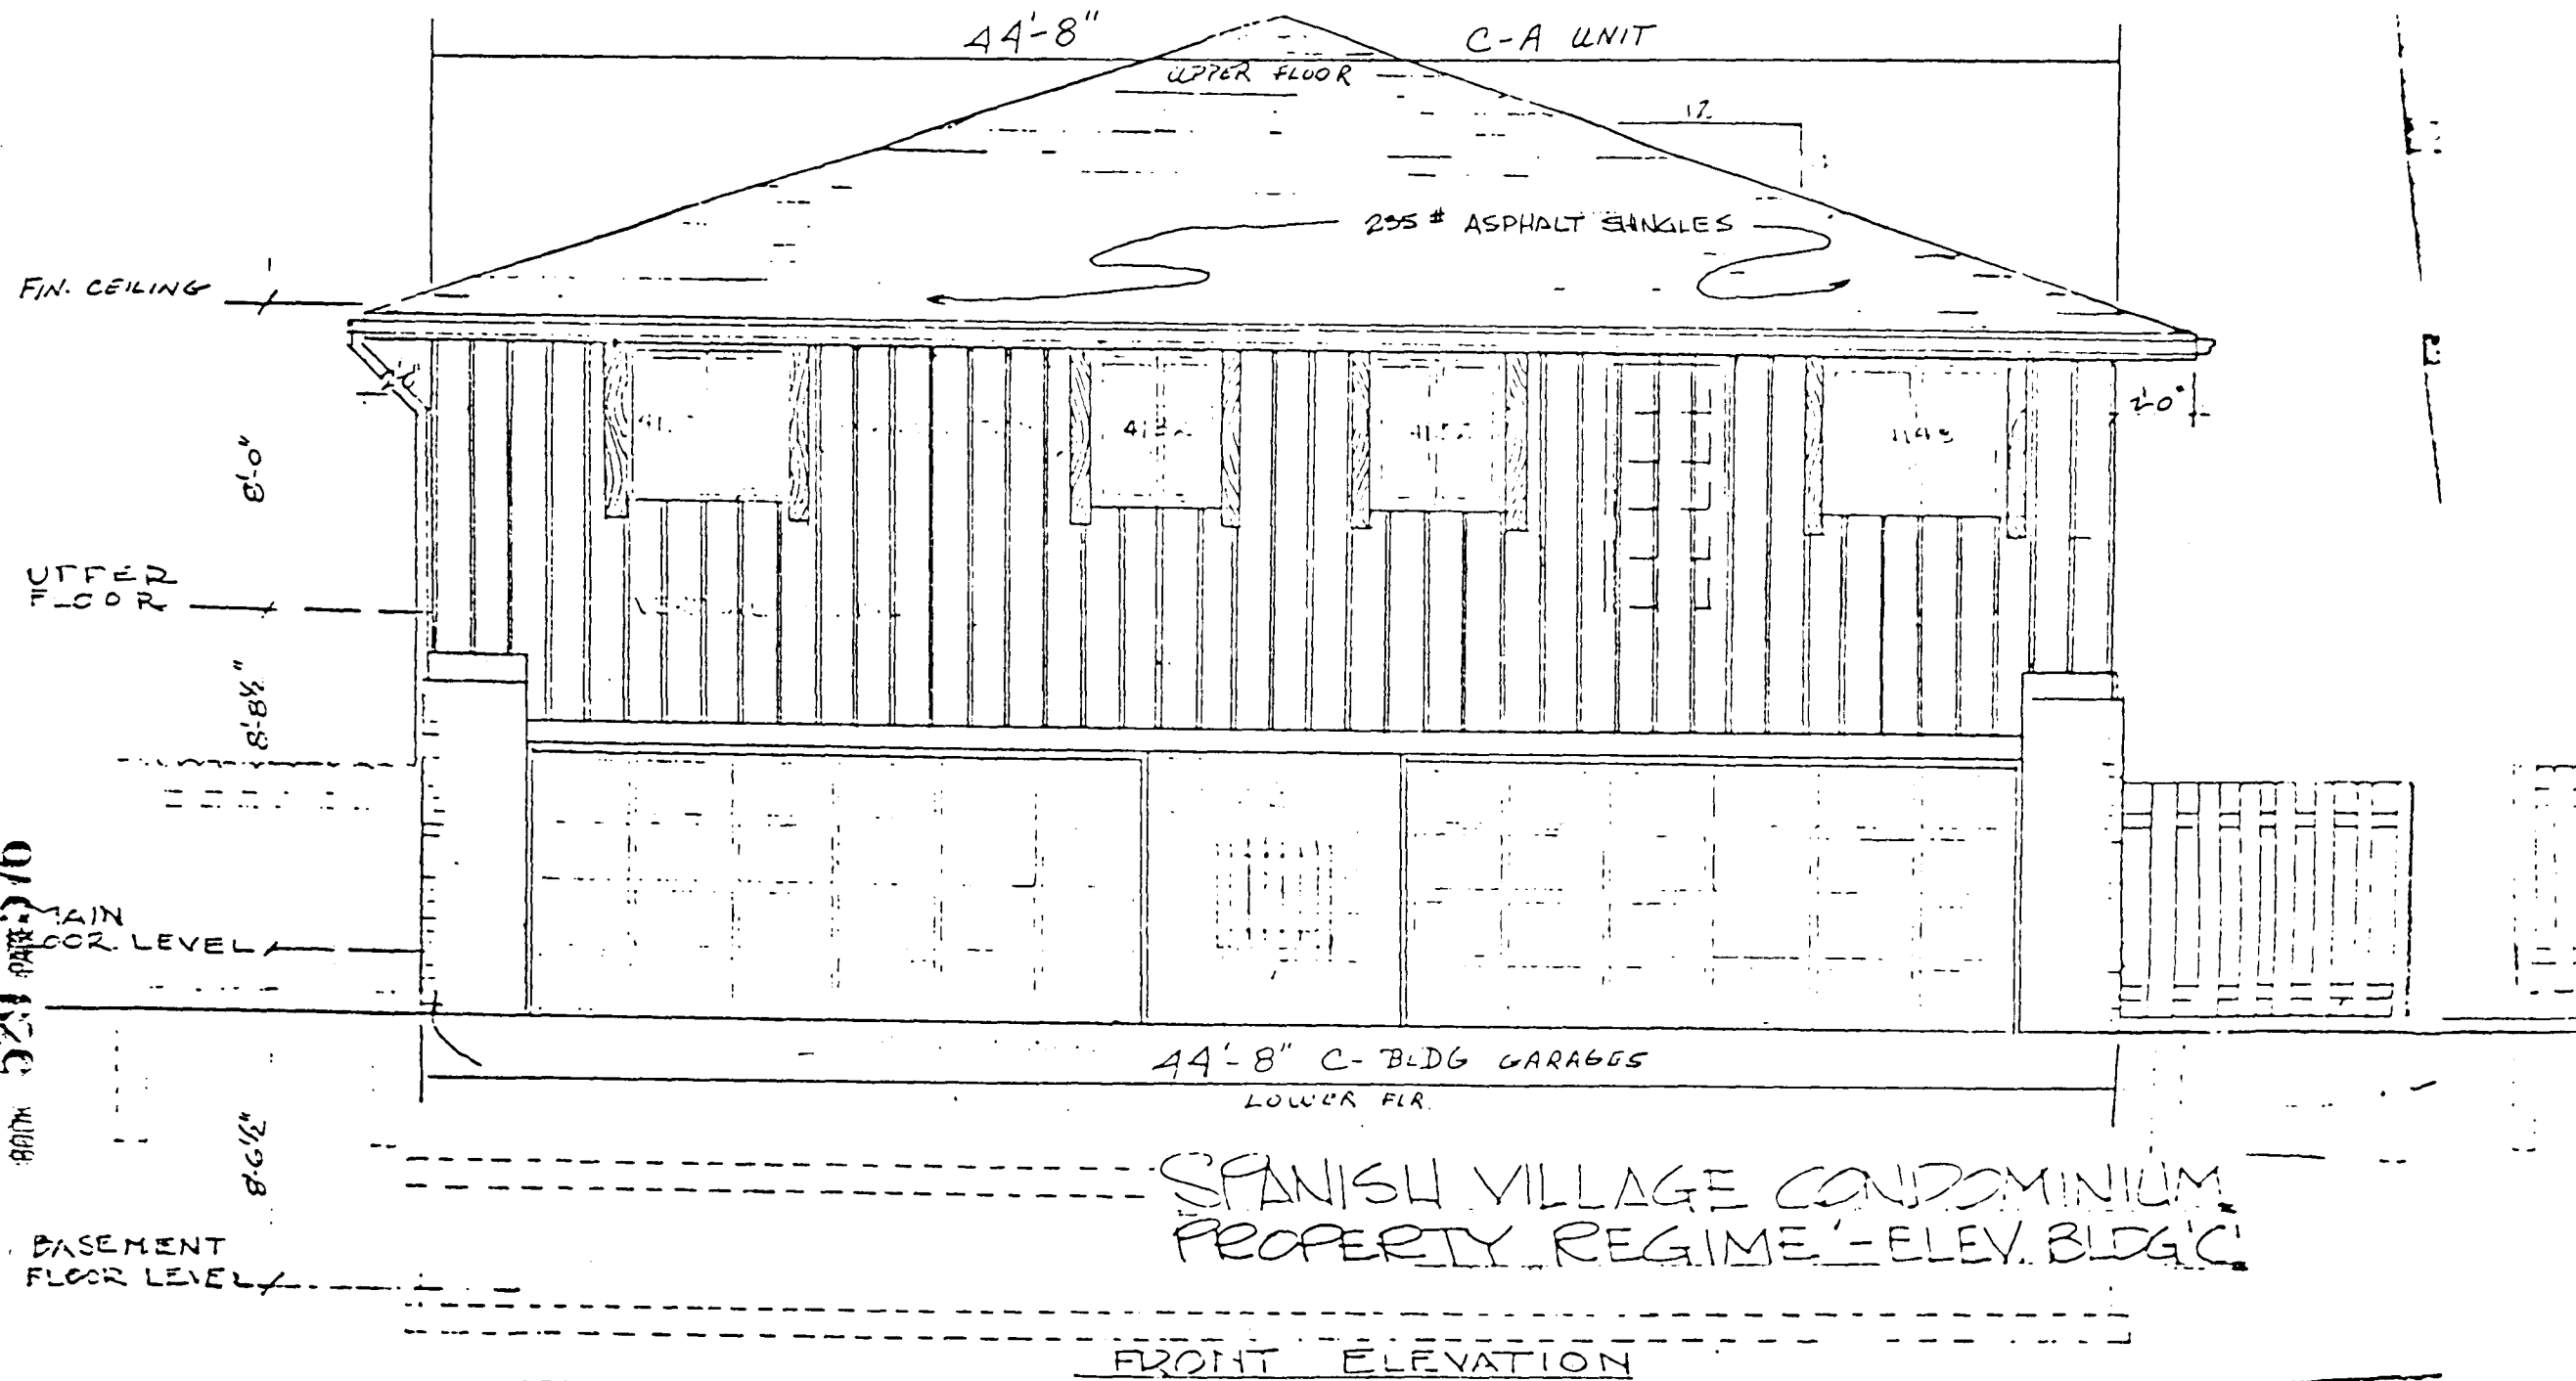 44'-8"
C-A UNIT
UPPER FLOOR
12
235 # ASPHALT SHNGLES
FIN. CEILING
2'-0"
8'-0"
UPPER
FLOOR
8'-8½"
MAIN
LEVEL
44'-8" C-BLDG GARAGES
LOWER FLR.
8'-6½"
SPANISH VILLAGE CONDOMINIUM
PROPERTY REGIME'-ELEV. BLDG'C'
BASEMENT
FLOOR LEVEL
FRONT ELEVATION